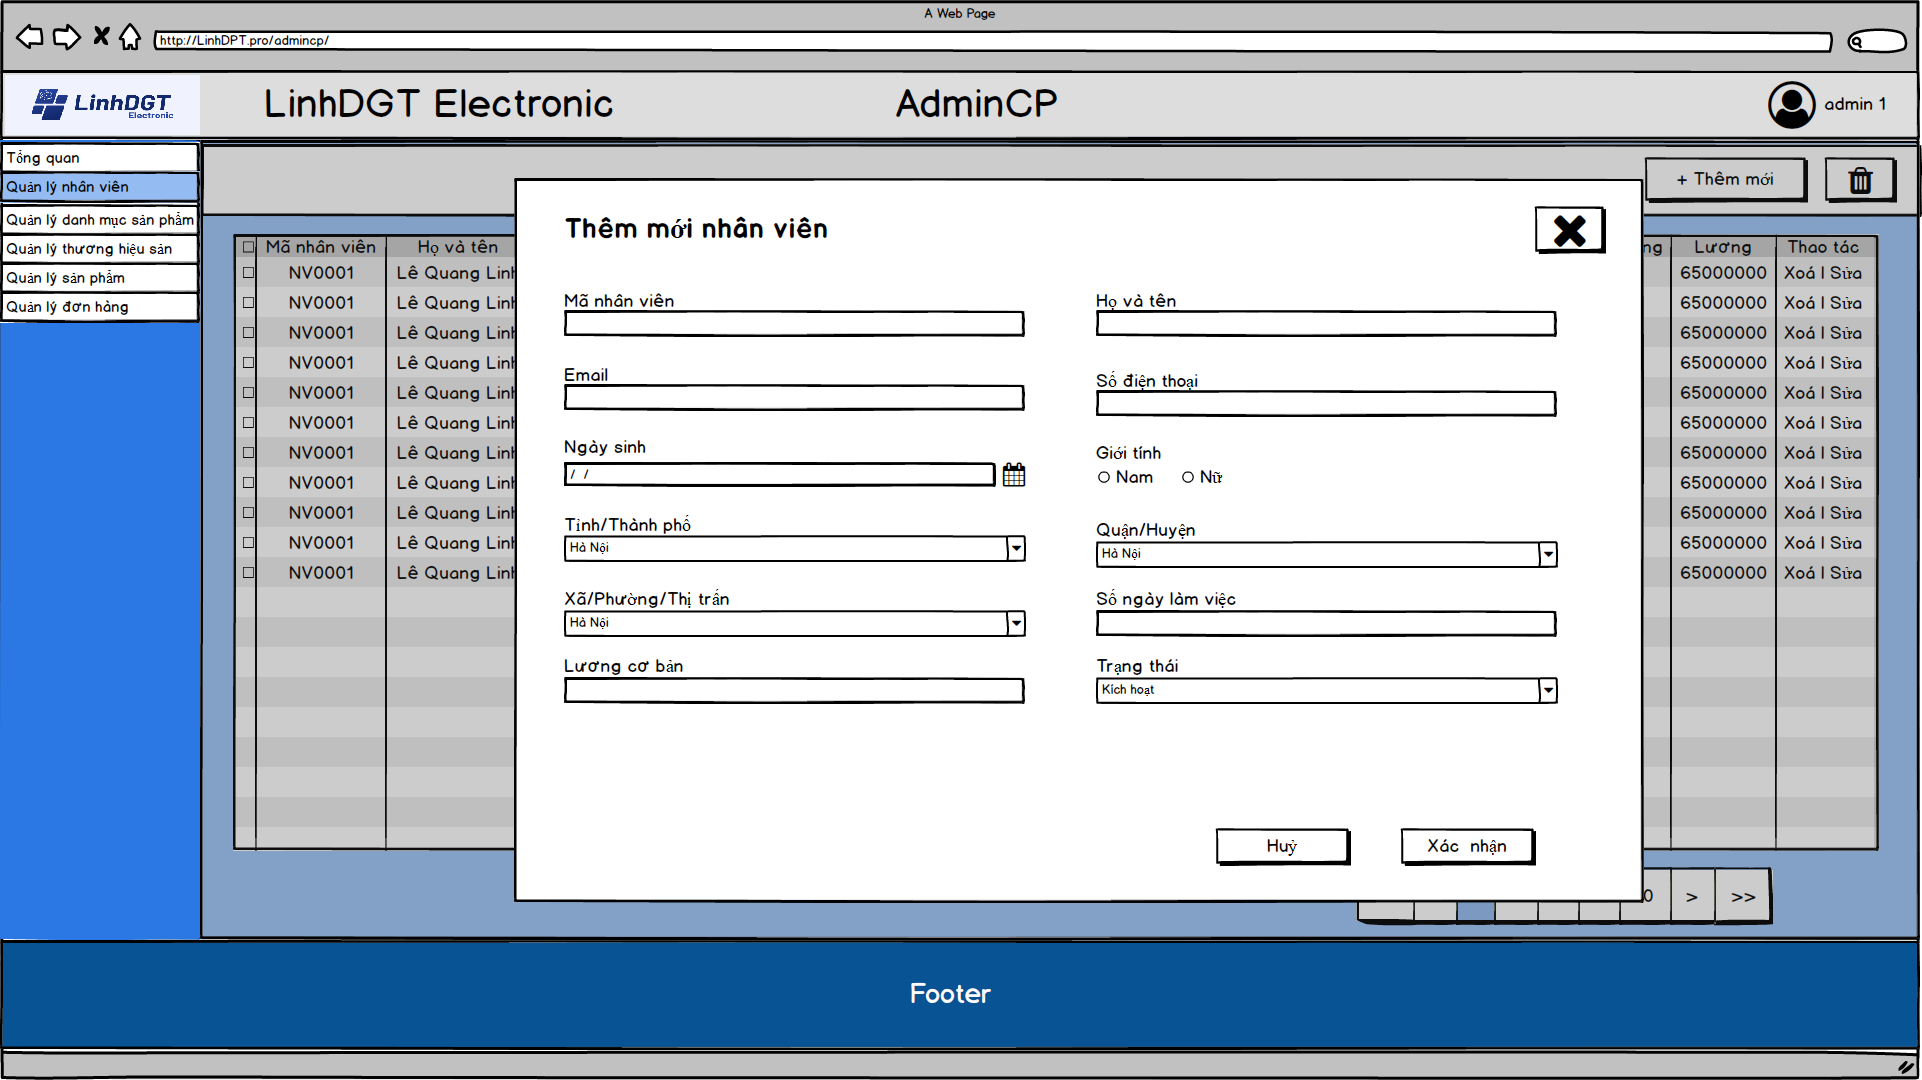 A Web Page
http://LinhDPT.pro/admincp/
LinhDGT
Electronic
LinhDGT Electronic
AdminCP
admin 1
Tổng quan
Quản lý nhân viên
Quản lý danh mục sản phẩm
Quản lý thương hiệu sản
Quản lý sản phẩm
Quản lý đơn hàng
+ Thêm mới
Thêm mới nhân viên
Mã nhân viên
Họ và tên
Email
Số điện thoại
Ngày sinh
/ /
Giới tính
Nam Nữ
Tỉnh/Thành phố
Hà Nội
Quận/Huyện
Hà Nội
Xã/Phường/Thị trấn
Hà Nội
Số ngày làm việc
Lương cơ bản
Trạng thái
Kích hoạt
Huỷ
Xác nhận
Mã nhân viên Họ và tên ng Lương Thao tác
NV0001 Lê Quang Linh 65000000 Xoá | Sửa
NV0001 Lê Quang Linh 65000000 Xoá | Sửa
NV0001 Lê Quang Linh 65000000 Xoá | Sửa
NV0001 Lê Quang Linh 65000000 Xoá | Sửa
NV0001 Lê Quang Linh 65000000 Xoá | Sửa
NV0001 Lê Quang Linh 65000000 Xoá | Sửa
NV0001 Lê Quang Linh 65000000 Xoá | Sửa
NV0001 Lê Quang Linh 65000000 Xoá | Sửa
NV0001 Lê Quang Linh 65000000 Xoá | Sửa
NV0001 Lê Quang Linh 65000000 Xoá | Sửa
NV0001 Lê Quang Linh 65000000 Xoá | Sửa
0 > >>
Footer